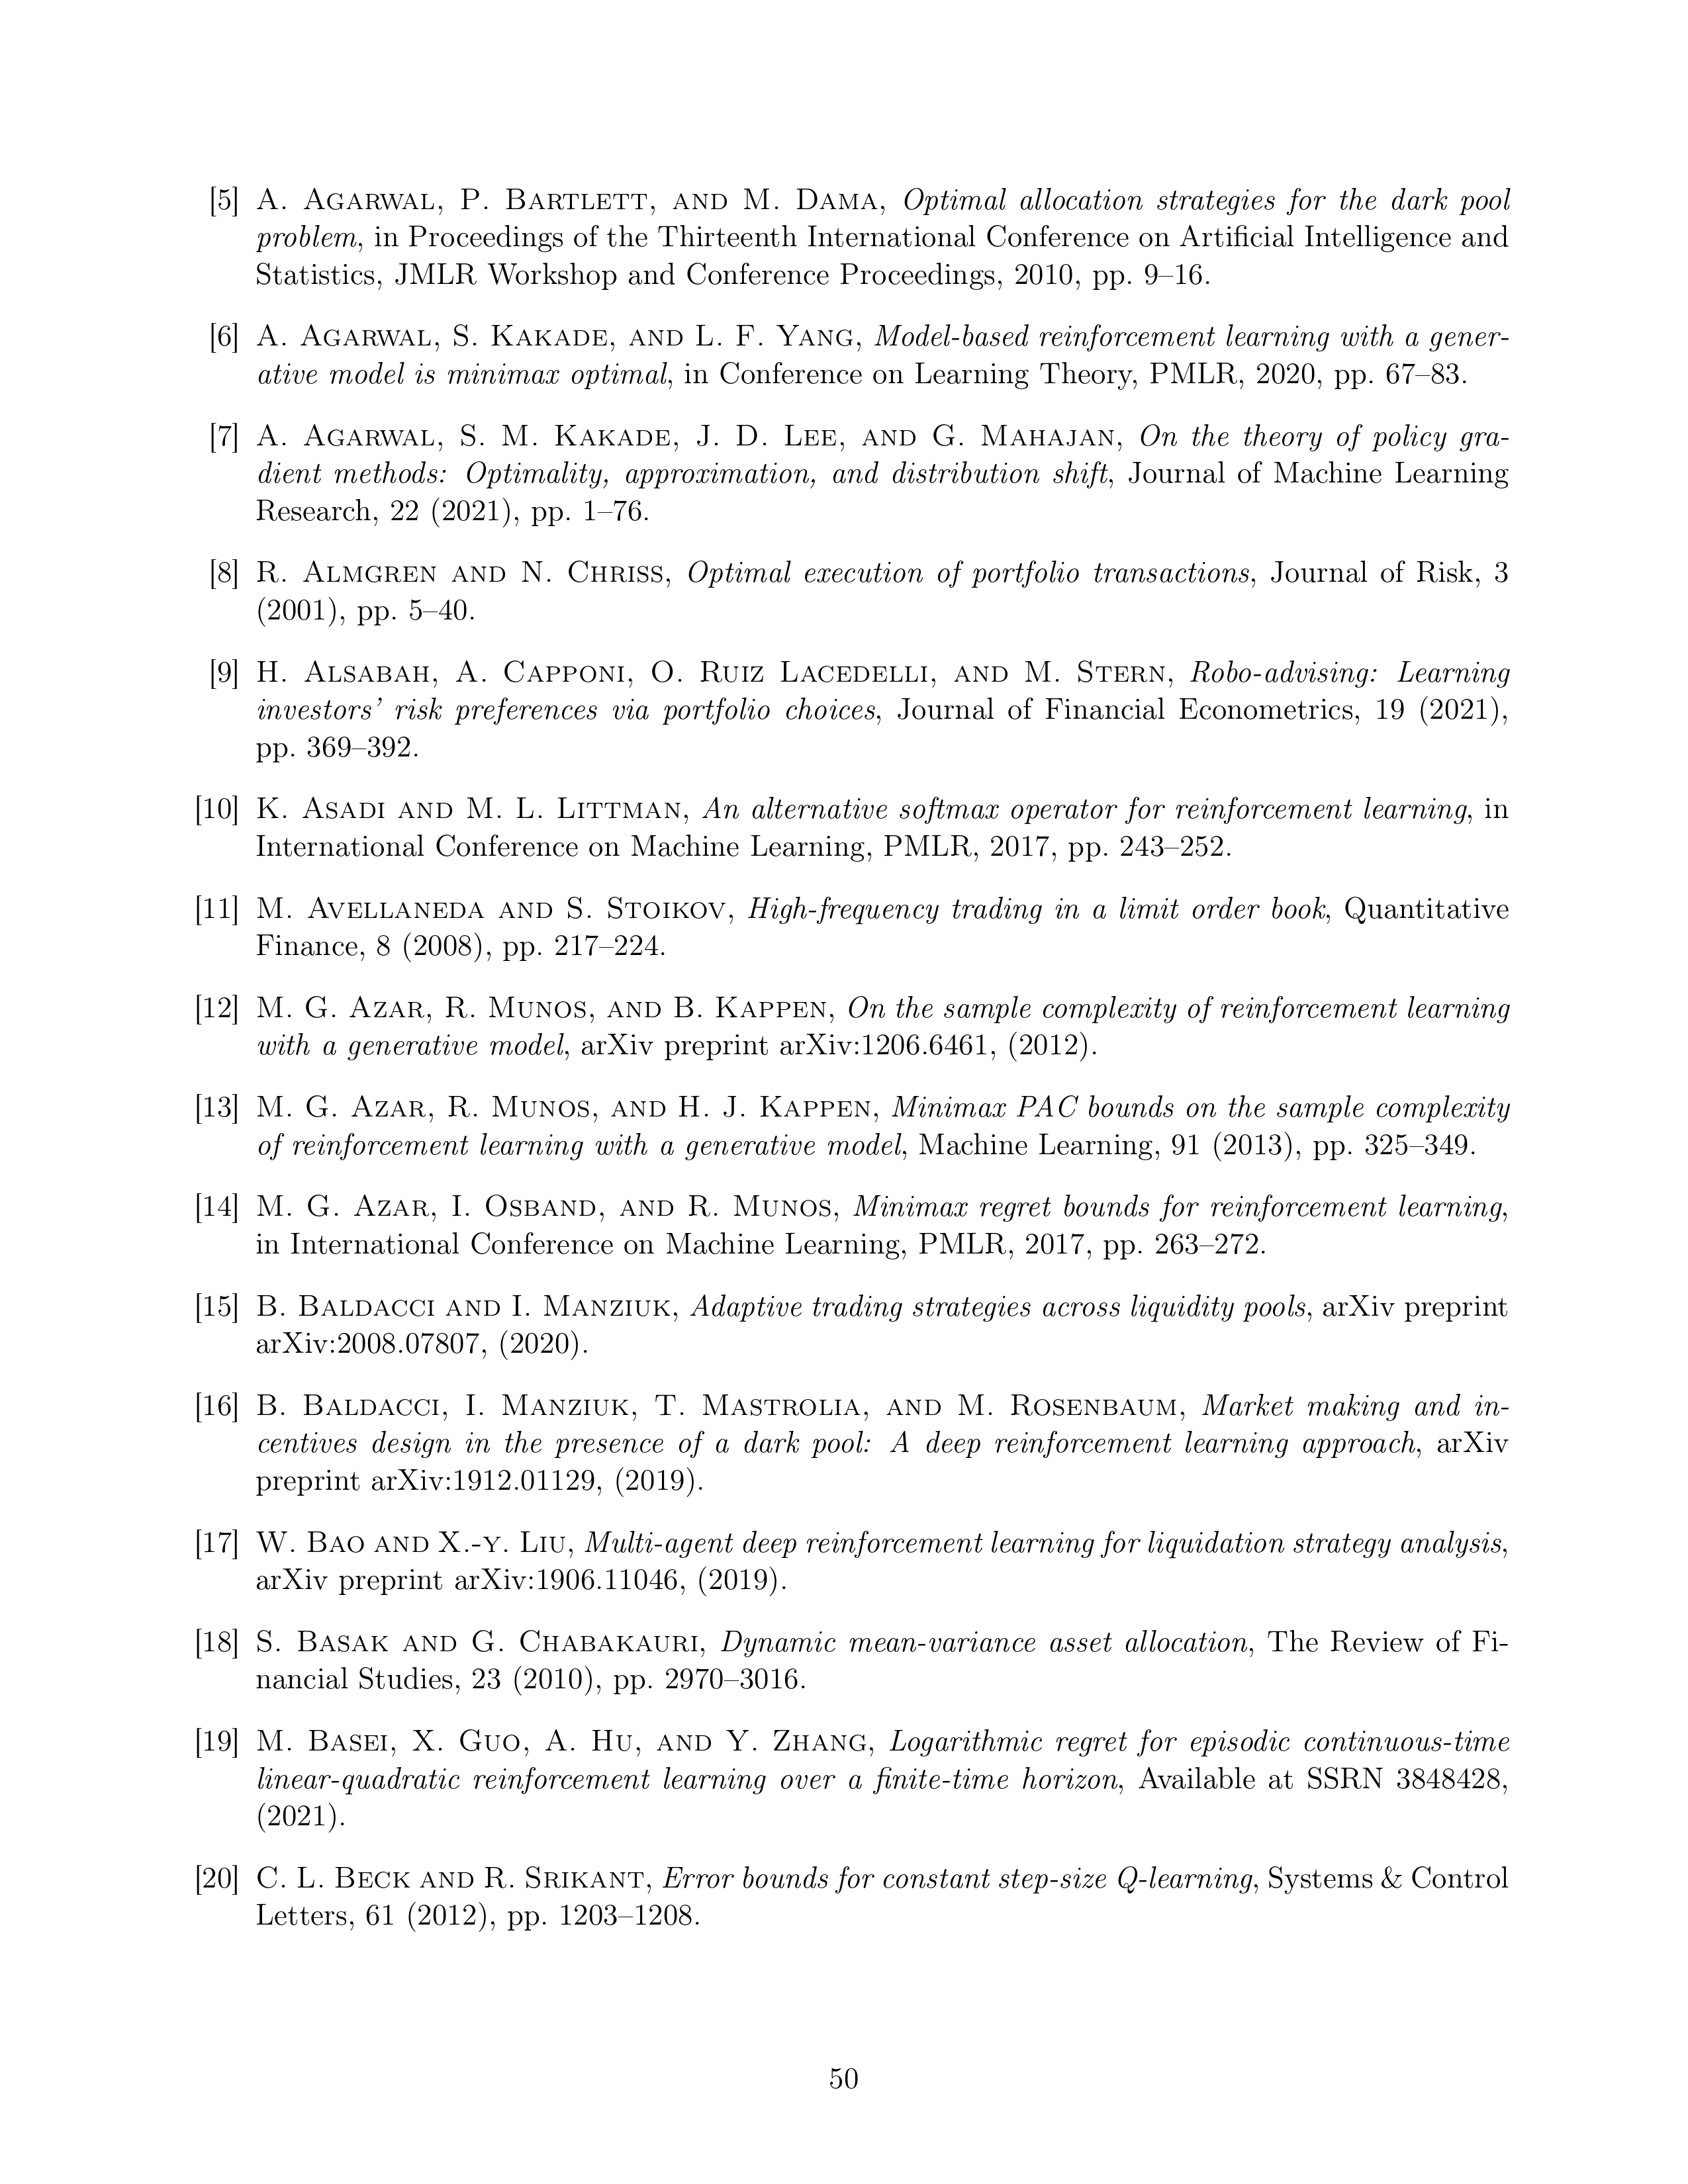 [5] A. Agarwal, P. Bartlett, and M. Dama, Optimal allocation strategies for the dark pool
problem, in Proceedings of the Thirteenth International Conference on Artificial Intelligence and
Statistics, JMLR Workshop and Conference Proceedings, 2010, pp. 9–16.
[6] A. Agarwal, S. Kakade, and L. F. Yang, Model-based reinforcement learning with a gener-
ative model is minimax optimal, in Conference on Learning Theory, PMLR, 2020, pp. 67–83.
[7] A. Agarwal, S. M. Kakade, J. D. Lee, and G. Mahajan, On the theory of policy gra-
dient methods: Optimality, approximation, and distribution shift, Journal of Machine Learning
Research, 22 (2021), pp. 1–76.
[8] R. Almgren and N. Chriss, Optimal execution of portfolio transactions, Journal of Risk, 3
(2001), pp. 5–40.
[9] H. Alsabah, A. Capponi, O. Ruiz Lacedelli, and M. Stern, Robo-advising: Learning
investors' risk preferences via portfolio choices, Journal of Financial Econometrics, 19 (2021),
pp. 369–392.
[10] K. Asadi and M. L. Littman, An alternative softmax operator for reinforcement learning, in
International Conference on Machine Learning, PMLR, 2017, pp. 243–252.
[11] M. Avellaneda and S. Stoikov, High-frequency trading in a limit order book, Quantitative
Finance, 8 (2008), pp. 217–224.
[12] M. G. Azar, R. Munos, and B. Kappen, On the sample complexity of reinforcement learning
with a generative model, arXiv preprint arXiv:1206.6461, (2012).
[13] M. G. Azar, R. Munos, and H. J. Kappen, Minimax PAC bounds on the sample complexity
of reinforcement learning with a generative model, Machine Learning, 91 (2013), pp. 325–349.
[14] M. G. Azar, I. Osband, and R. Munos, Minimax regret bounds for reinforcement learning,
in International Conference on Machine Learning, PMLR, 2017, pp. 263–272.
[15] B. Baldacci and I. Manziuk, Adaptive trading strategies across liquidity pools, arXiv preprint
arXiv:2008.07807, (2020).
[16] B. Baldacci, I. Manziuk, T. Mastrolia, and M. Rosenbaum, Market making and in-
centives design in the presence of a dark pool: A deep reinforcement learning approach, arXiv
preprint arXiv:1912.01129, (2019).
[17] W. Bao and X.-y. Liu, Multi-agent deep reinforcement learning for liquidation strategy analysis,
arXiv preprint arXiv:1906.11046, (2019).
[18] S. Basak and G. Chabakauri, Dynamic mean-variance asset allocation, The Review of Fi-
nancial Studies, 23 (2010), pp. 2970–3016.
[19] M. Basei, X. Guo, A. Hu, and Y. Zhang, Logarithmic regret for episodic continuous-time
linear-quadratic reinforcement learning over a finite-time horizon, Available at SSRN 3848428,
(2021).
[20] C. L. Beck and R. Srikant, Error bounds for constant step-size Q-learning, Systems & Control
Letters, 61 (2012), pp. 1203–1208.
50